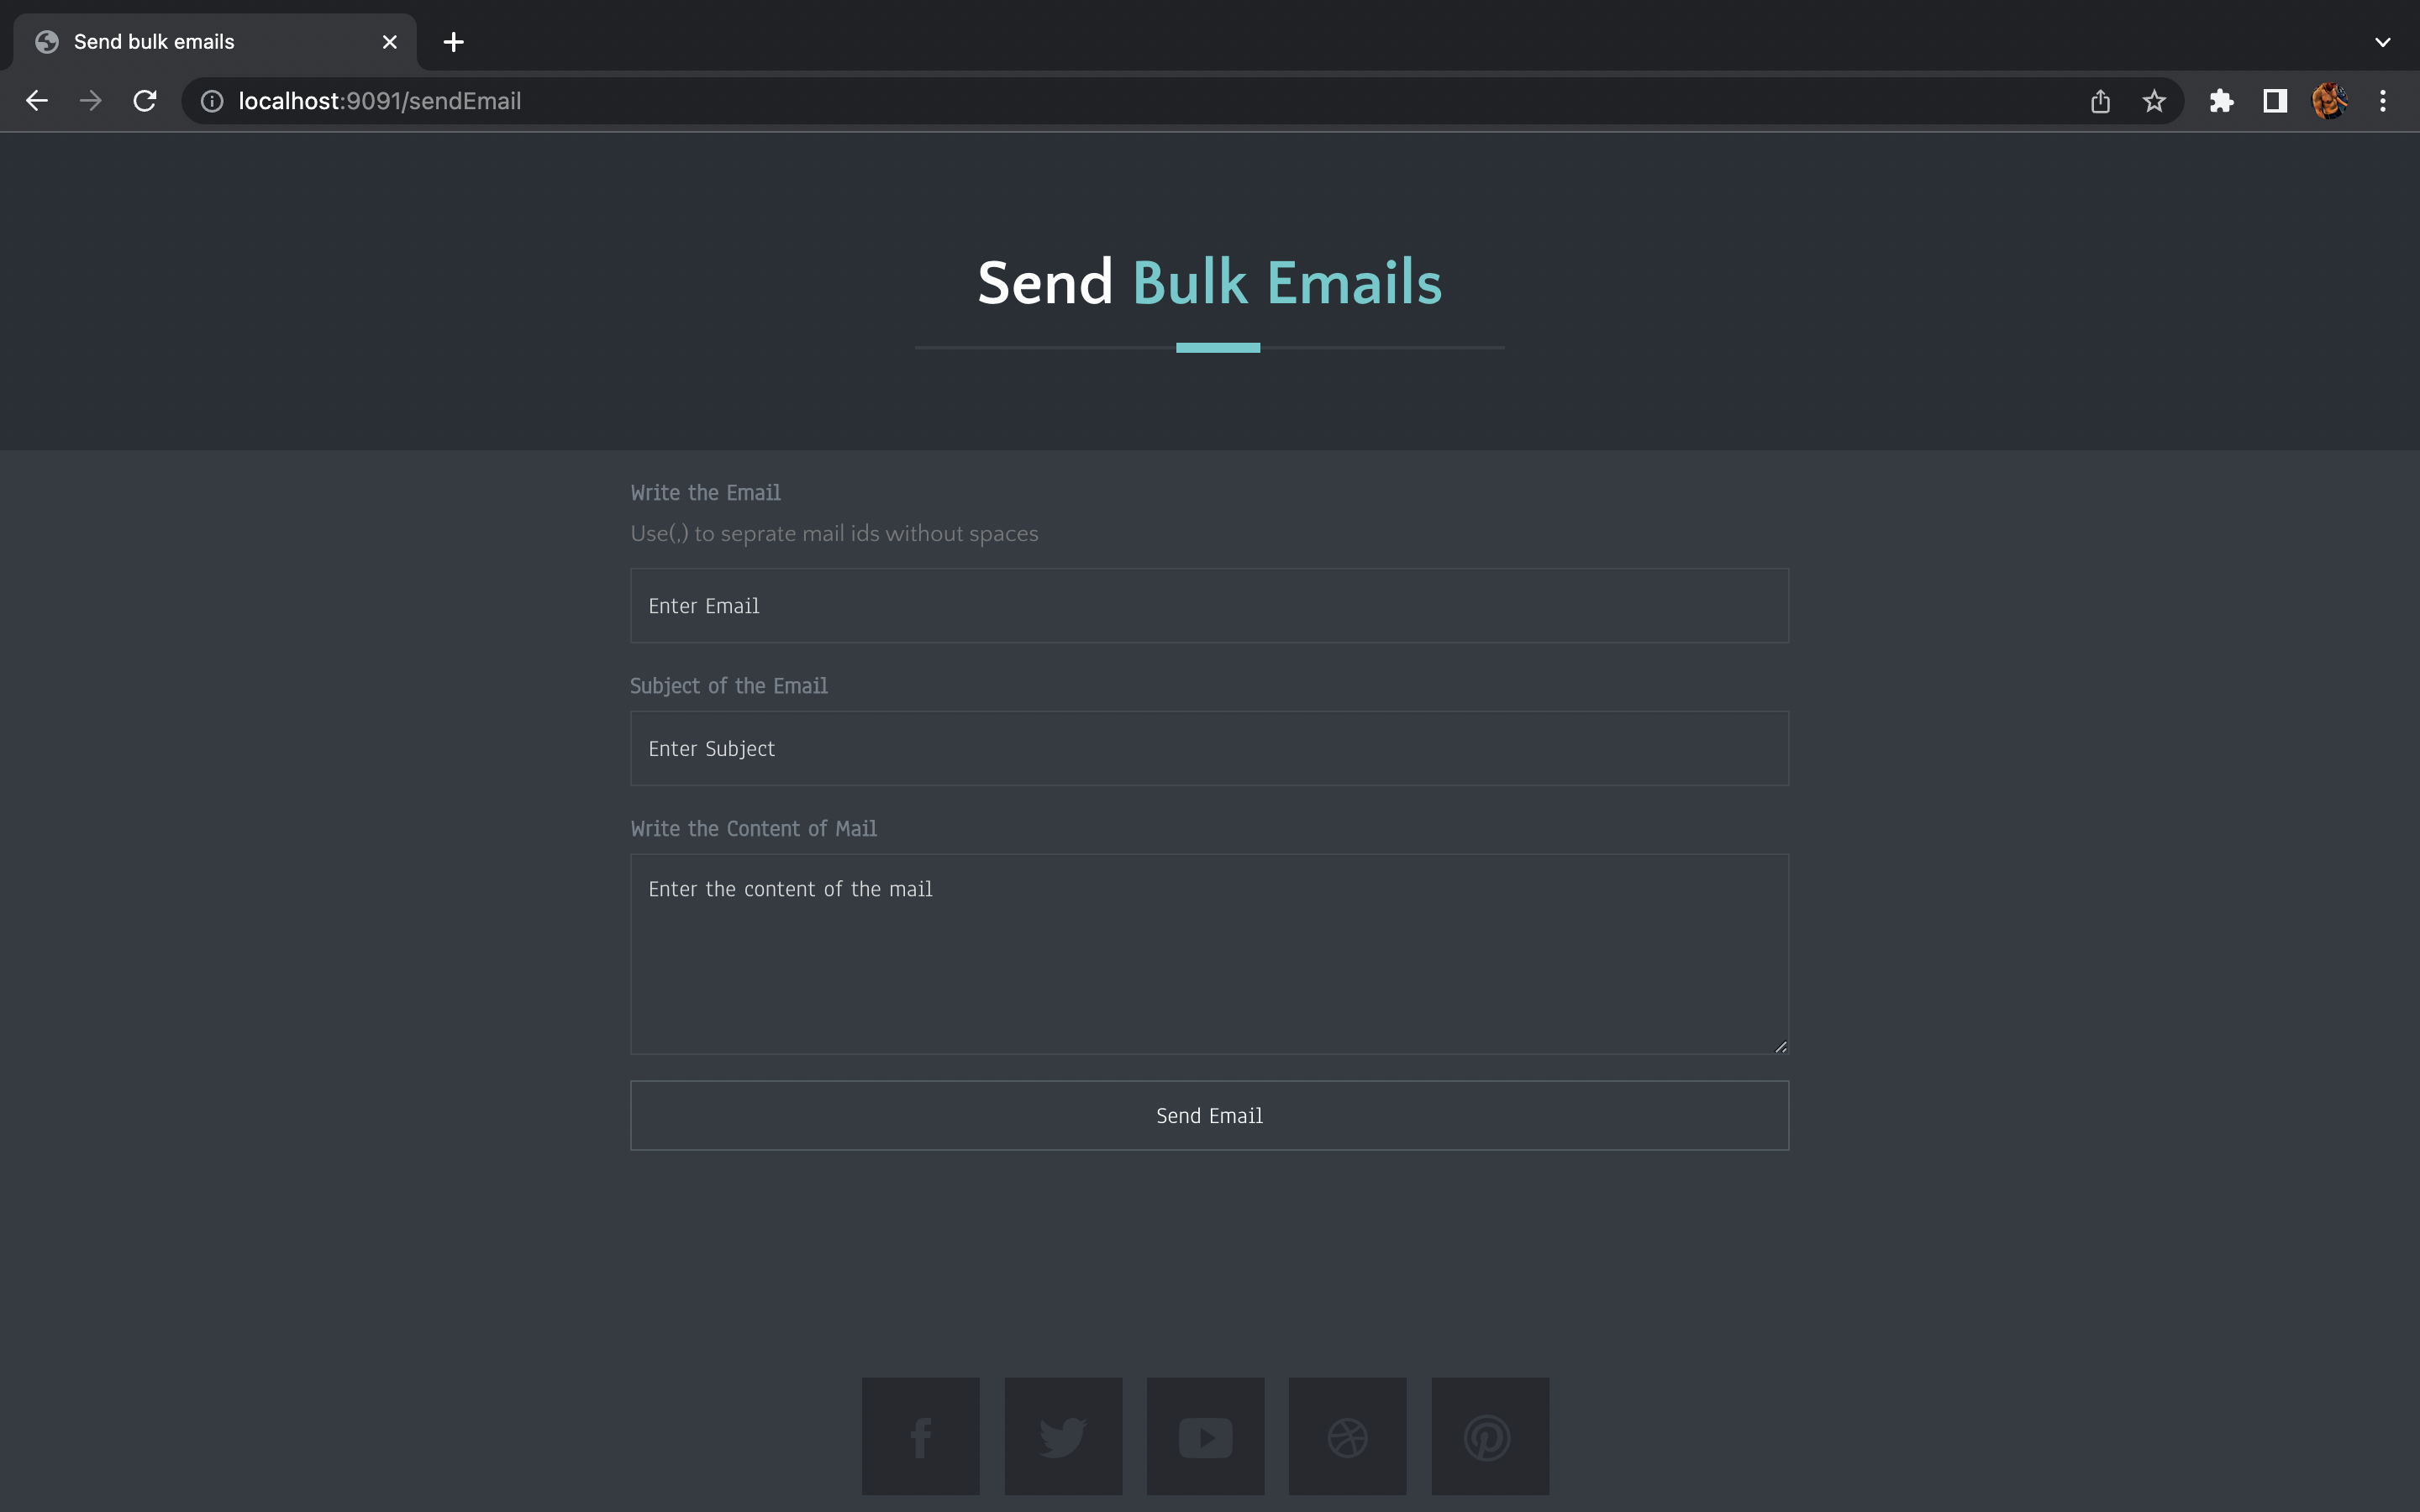 Send bulk emails
localhost:9091/sendEmail
Send Bulk Emails
Write the Email
Use(,) to seprate mail ids without spaces
Enter Email
Subject of the Email
Enter Subject
Write the Content of Mail
Enter the content of the mail
Send Email